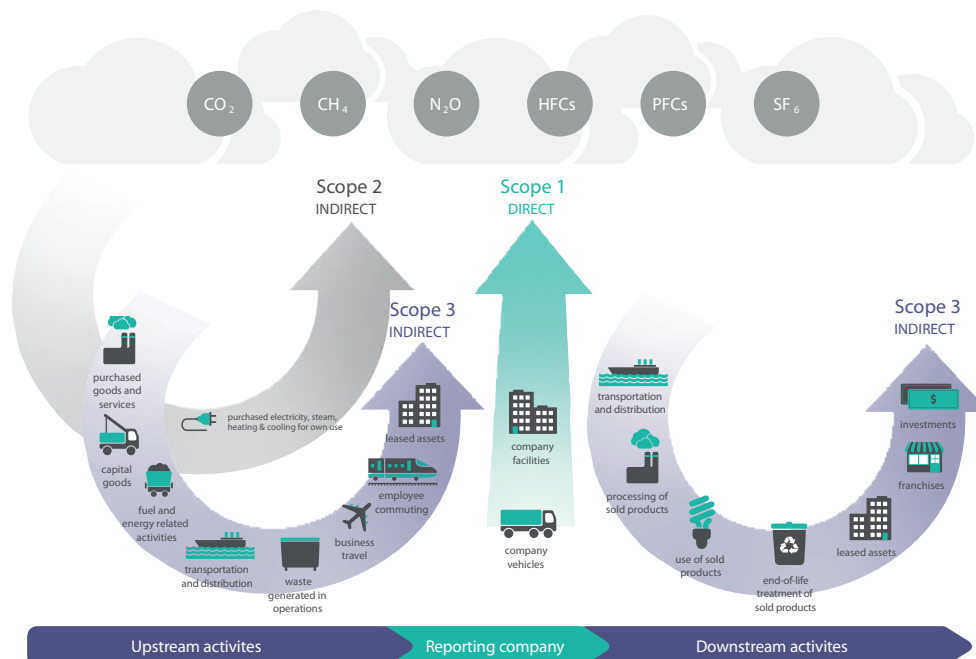 CO₂
CH₄
N₂O
HFCs
PFCs
SF₆
Scope 2
INDIRECT
Scope 1
DIRECT
Scope 3
INDIRECT
Scope 3
INDIRECT
purchased
goods and
services
capital
goods
fuel and
energy related
activities
transportation
and distribution
waste
generated in
operations
business
travel
employee
commuting
leased assets
purchased electricity, steam,
heating & cooling for own use
company
facilities
company
vehicles
transportation
and distribution
processing of
sold products
use of sold
products
end-of-life
treatment of
sold products
leased assets
franchises
$
investments
Upstream activites
Reporting company
Downstream activites